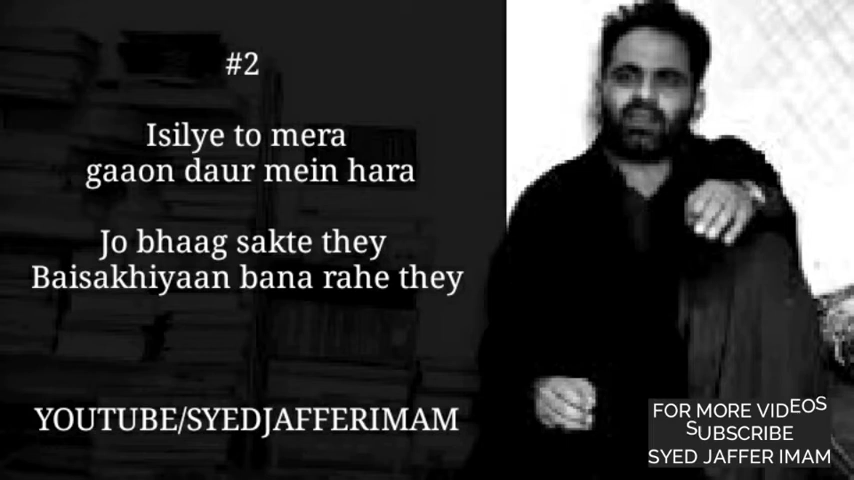 #2
Isilye to mera
gaaon daur mein hara
Jo bhaag sakte they
Baisakhiyaan bana rahe they
YOUTUBE/SYEDJAFFERIMAM
FOR MORE VIDEOS
SUBSCRIBE
SYED JAFFER IMAM